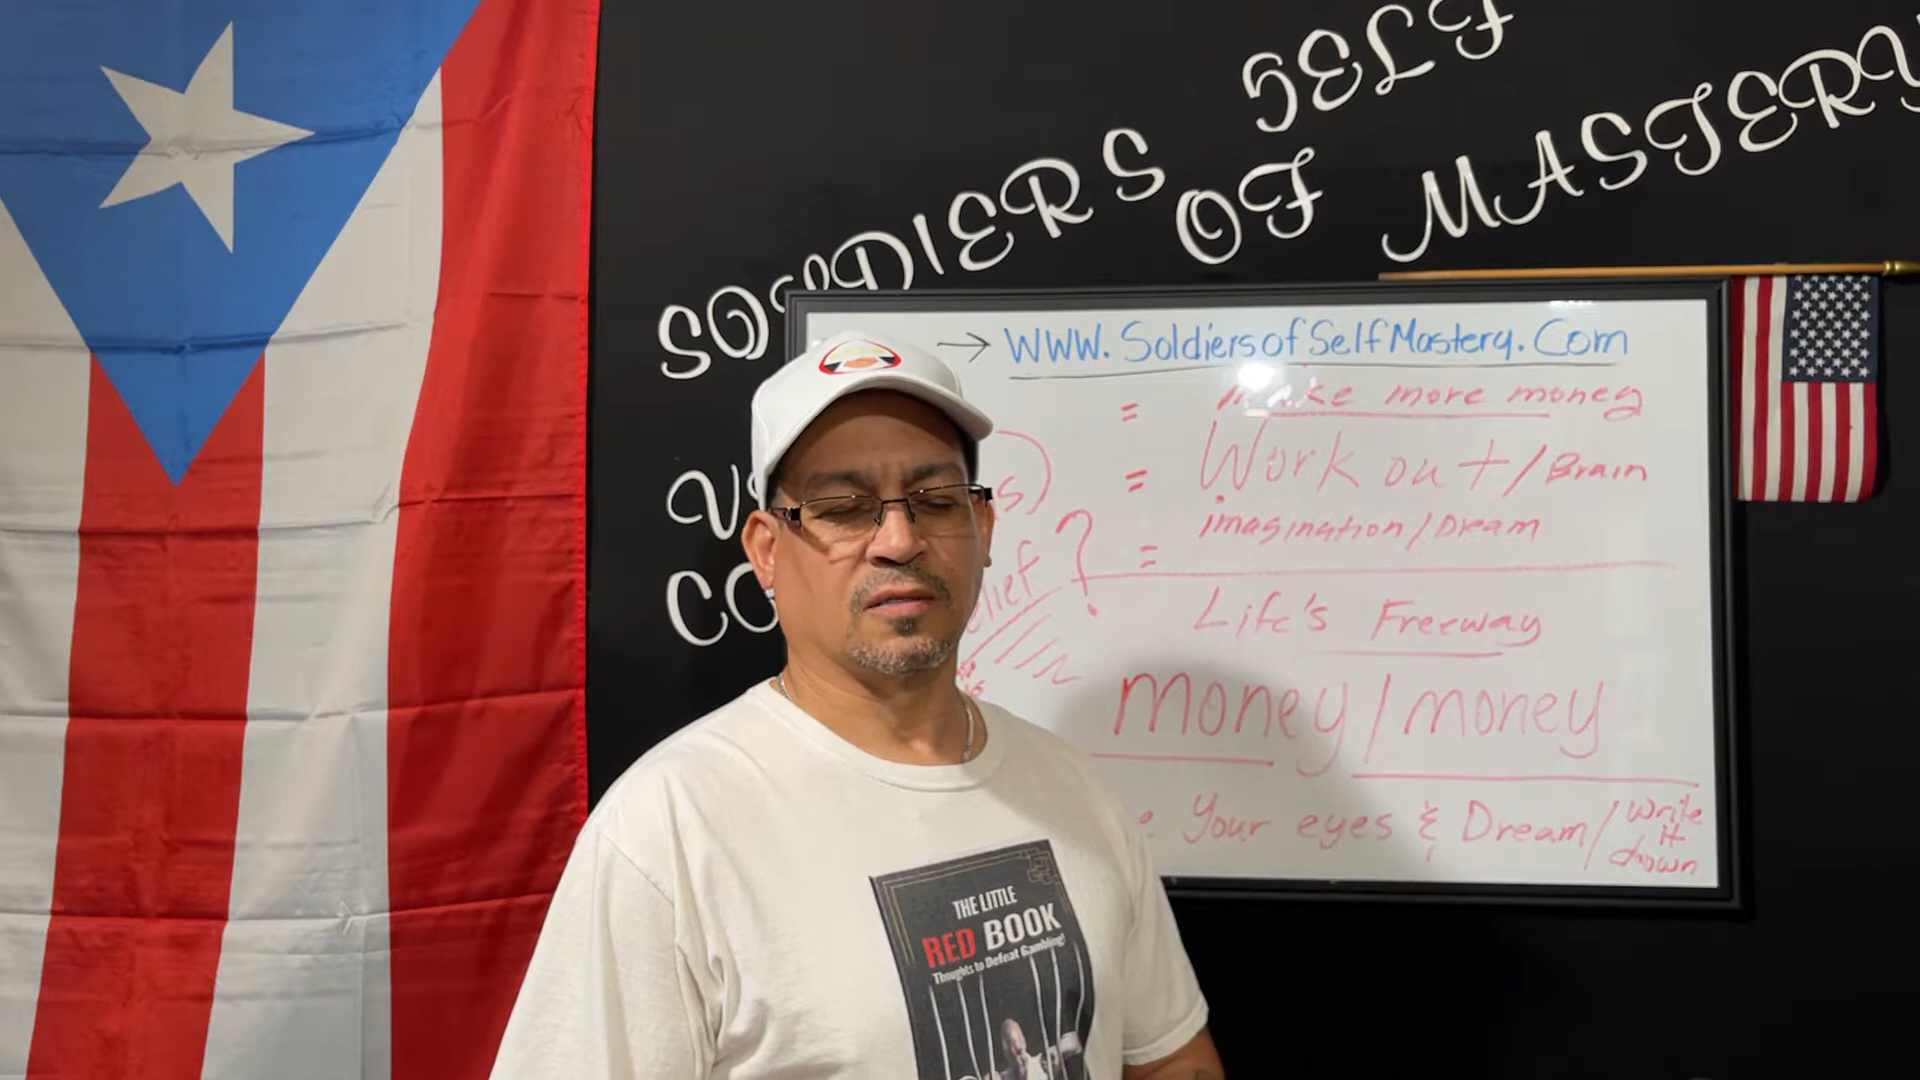 SELF
SOLDIERS OF MASTERY
→ WWW.SoldiersofSelfMastery.Com
= make more money
= Work out / Brain
imagination / Dream
?
=
Life's Freeway
money / money
Your eyes & Dream / Write it down
THE LITTLE
RED BOOK
Thoughts to Defeat Gambling!